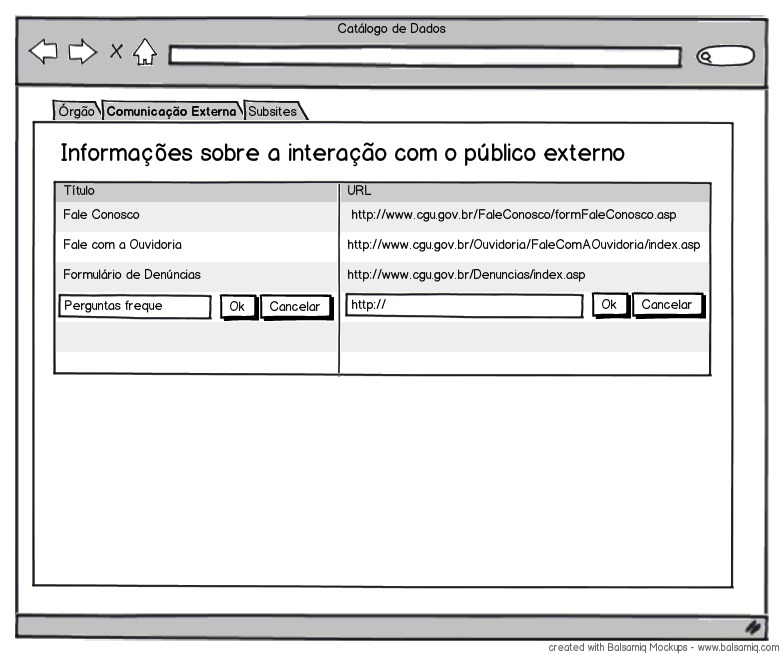 Catálogo de Dados
Órgão Comunicação Externa Subsites
Informações sobre a interação com o público externo
Título URL
Fale Conosco http://www.cgu.gov.br/FaleConosco/formFaleConosco.asp
Fale com a Ouvidoria http://www.cgu.gov.br/Ouvidoria/FaleComAOuvidoria/index.asp
Formulário de Denúncias http://www.cgu.gov.br/Denuncias/index.asp
Perguntas freque Ok Cancelar http:// Ok Cancelar
created with Balsamiq Mockups - www.balsamiq.com